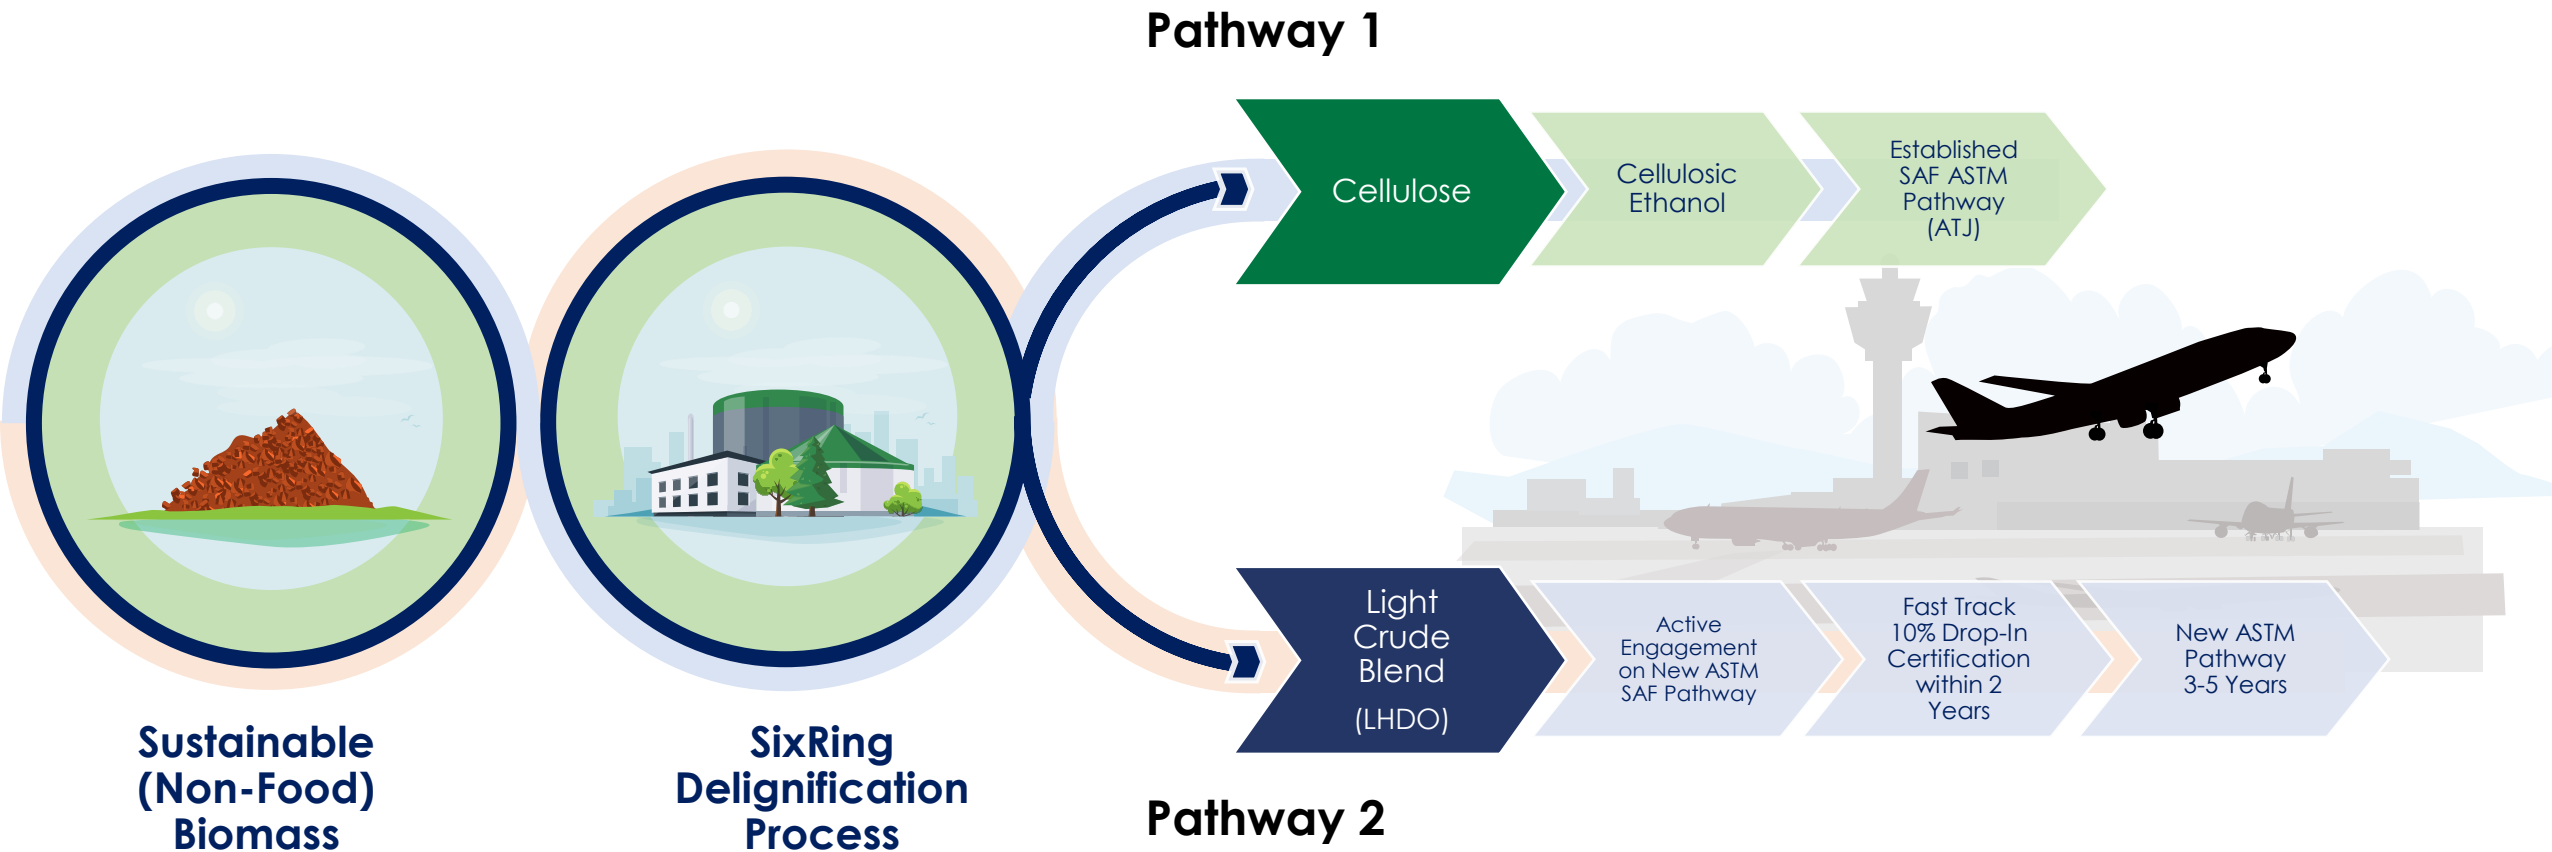 Pathway 1
Cellulose
Cellulosic
Ethanol
Established
SAF ASTM
Pathway
(ATJ)
Light
Crude
Blend
(LHDO)
Active
Engagement
on New ASTM
SAF Pathway
Fast Track
10% Drop-In
Certification
within 2
Years
New ASTM
Pathway
3-5 Years
Sustainable
(Non-Food)
Biomass
SixRing
Delignification
Process
Pathway 2